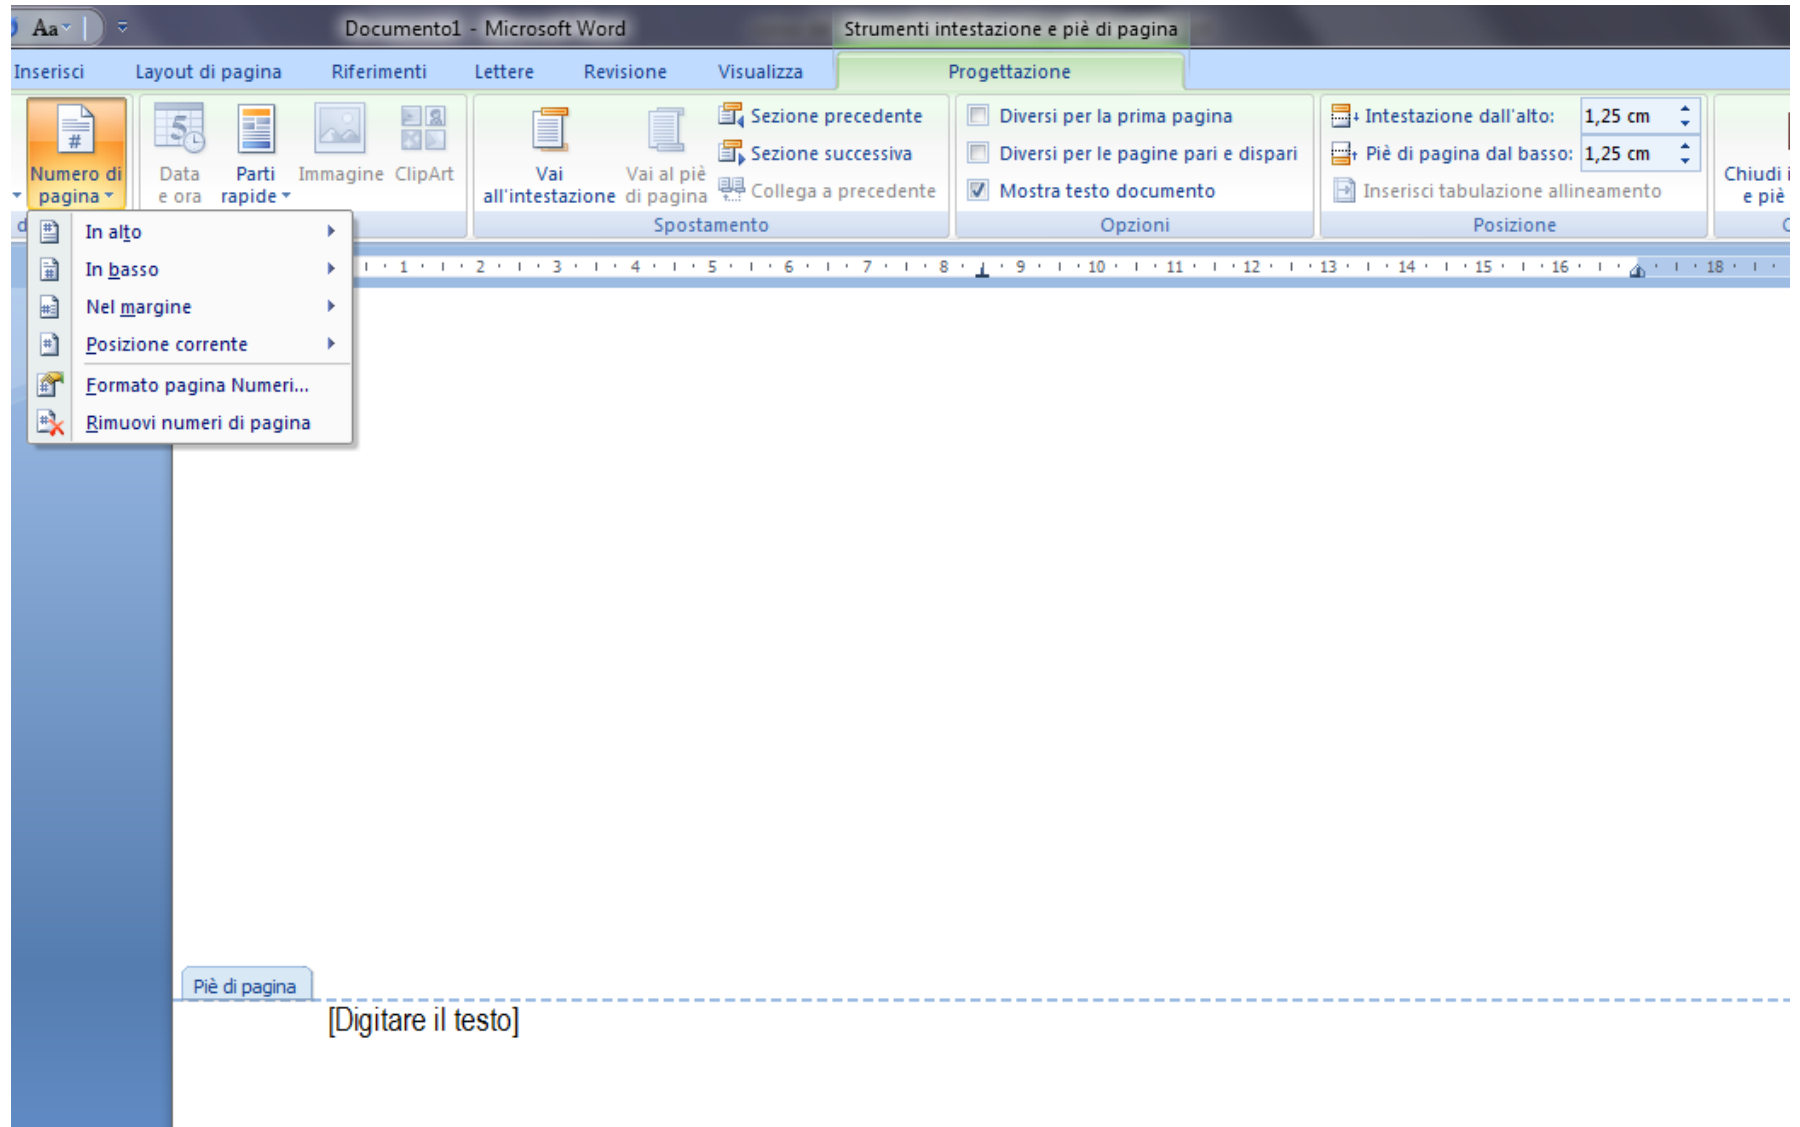 Aa
Documento1 - Microsoft Word
Strumenti intestazione e piè di pagina
Inserisci Layout di pagina Riferimenti Lettere Revisione Visualizza Progettazione
Numero di pagina
Data e ora
Parti rapide
Immagine
ClipArt
Vai all'intestazione
Vai al piè di pagina
Sezione precedente
Sezione successiva
Collega a precedente
Spostamento
Diversi per la prima pagina
Diversi per le pagine pari e dispari
Mostra testo documento
Opzioni
Intestazione dall'alto: 1,25 cm
Piè di pagina dal basso: 1,25 cm
Inserisci tabulazione allineamento
Posizione
Chiudi i
e piè
In alto
In basso
Nel margine
Posizione corrente
Formato pagina Numeri...
Rimuovi numeri di pagina
1 2 3 4 5 6 7 8 9 10 11 12 13 14 15 16 18
Piè di pagina
[Digitare il testo]